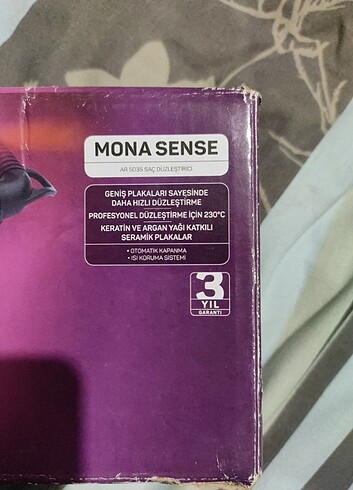 MONA SENSE
AR 5035 SAÇ DÜZLEŞTİRİCİ
GENİŞ PLAKALARI SAYESİNDE
DAHA HIZLI DÜZLEŞTİRME
PROFESYONEL DÜZLEŞTİRME İÇİN 230°C
KERATİN VE ARGAN YAĞI KATKILI
SERAMİK PLAKALAR
• OTOMATİK KAPANMA
• ISI KORUMA SİSTEMİ
3
YIL
GARANTİ